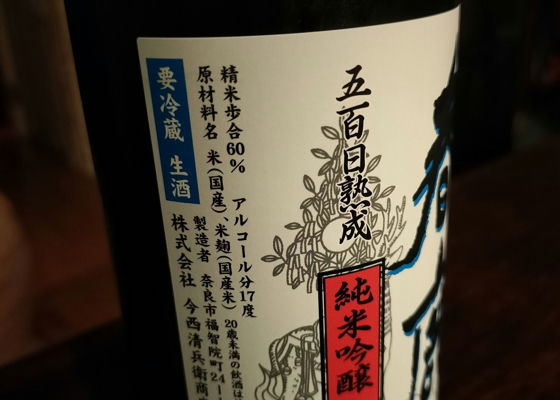 春鹿
五百日熟成
純米吟醸
精米歩合60% アルコール分17度
原材料名 米(国産)、米麹(国産米)
20歳未満の飲酒は
製造者 奈良市福智院町24-
株式会社 今西清兵衛商
要冷蔵 生酒